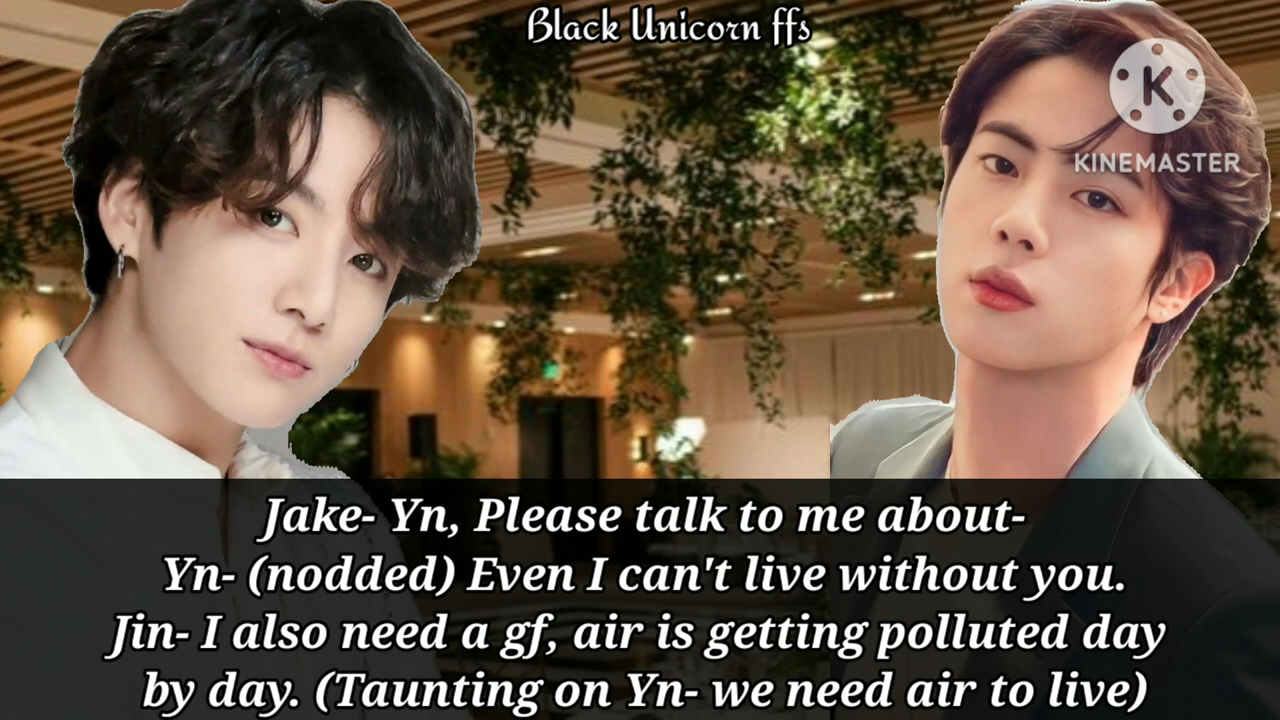 Black Unicorn ffs
K
KINEMASTER
Jake- Yn, Please talk to me about-
Yn- (nodded) Even I can't live without you.
Jin- I also need a gf, air is getting polluted day
by day. (Taunting on Yn- we need air to live)